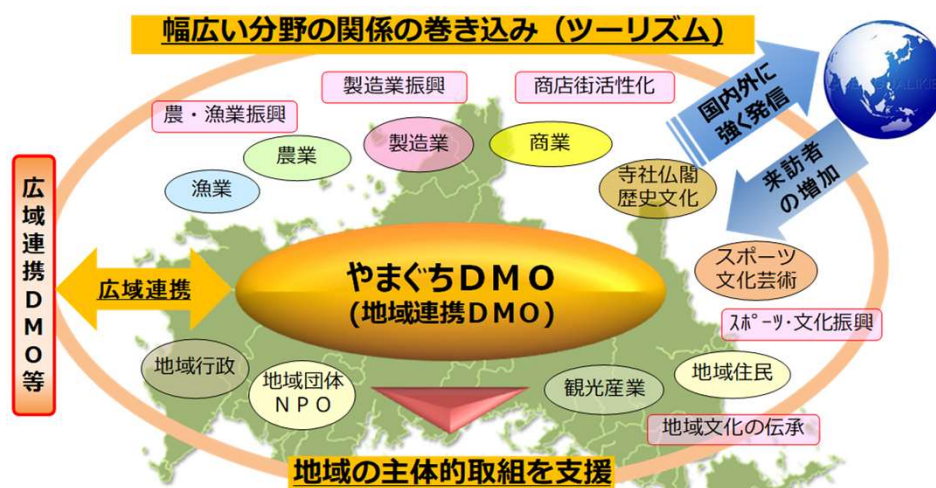 幅広い分野の関係の巻き込み（ツーリズム）
製造業振興
商店街活性化
農・漁業振興
国内外に
強く発信
製造業
商業
農業
漁業
寺社仏閣
歴史文化
来訪者
の増加
広域連携DMO等
広域連携
やまぐちDMO
(地域連携DMO)
スポーツ
文化芸術
ｽﾎﾟｰﾂ・文化振興
地域行政
地域団体
NPO
観光産業
地域住民
地域文化の伝承
地域の主体的取組を支援